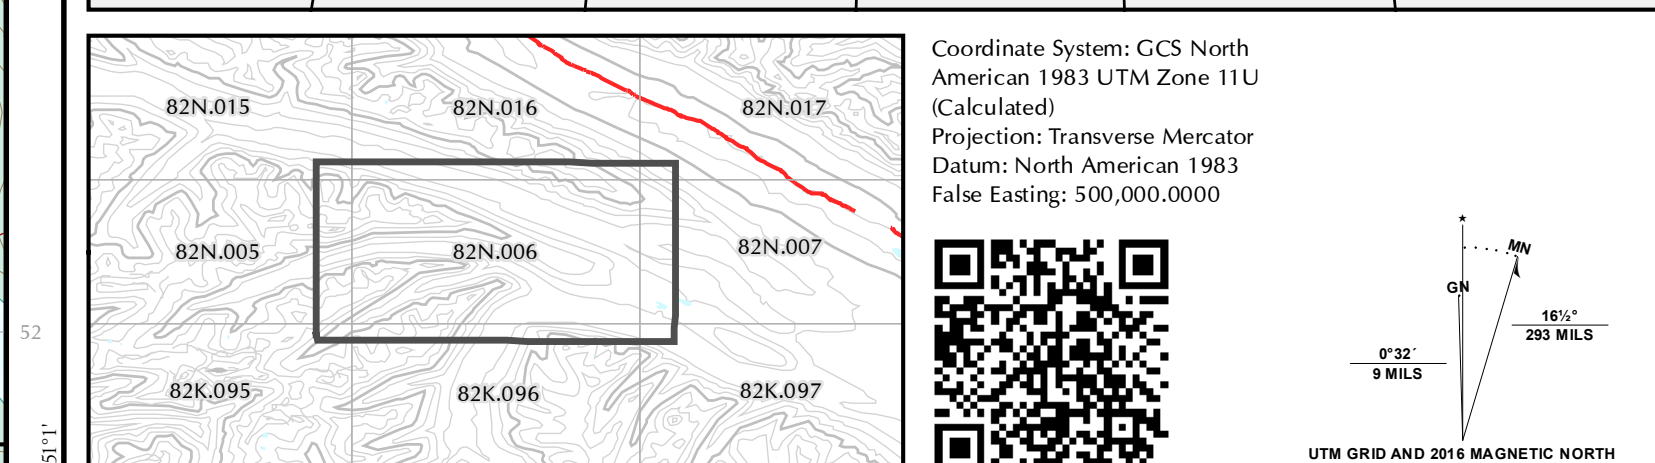 82N.015
82N.016
82N.017
82N.005
82N.006
82N.007
82K.095
82K.096
82K.097
52
51°1'
Coordinate System: GCS North
American 1983 UTM Zone 11U
(Calculated)
Projection: Transverse Mercator
Datum: North American 1983
False Easting: 500,000.0000
MN
GN
16½°
293 MILS
0°32´
9 MILS
UTM GRID AND 2016 MAGNETIC NORTH